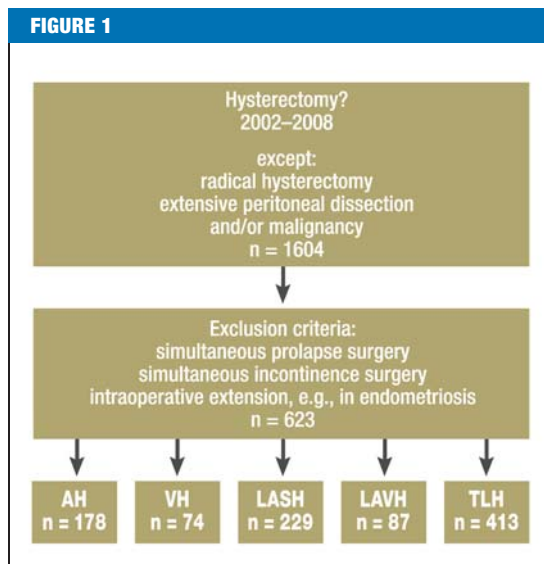 FIGURE 1
Hysterectomy?
2002–2008
except:
radical hysterectomy
extensive peritoneal dissection
and/or malignancy
n = 1604
Exclusion criteria:
simultaneous prolapse surgery
simultaneous incontinence surgery
intraoperative extension, e.g., in endometriosis
n = 623
AH
n = 178
VH
n = 74
LASH
n = 229
LAVH
n = 87
TLH
n = 413